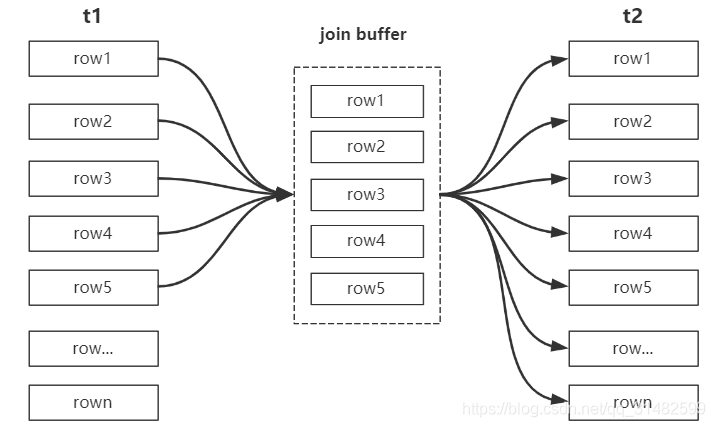 t1
row1
row2
row3
row4
row5
row...
rown
join buffer
row1
row2
row3
row4
row5
t2
row1
row2
row3
row4
row5
row...
rown
https://blog.csdn.net/qq_31482599